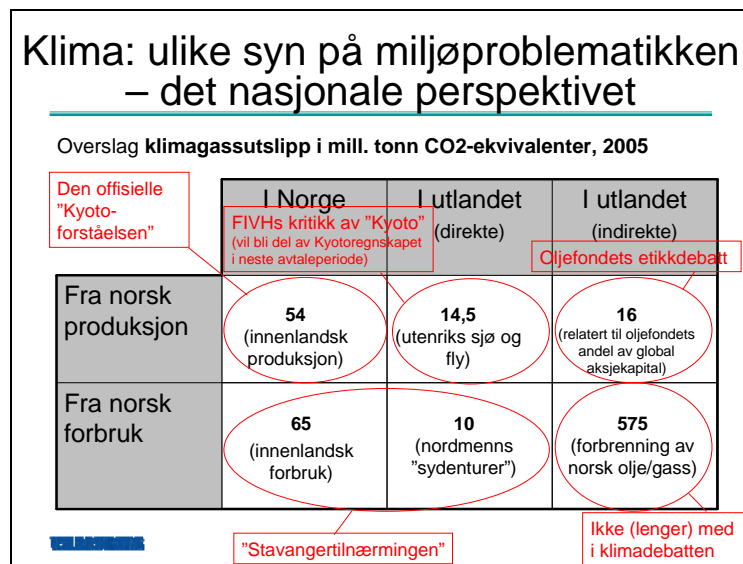 Klima: ulike syn på miljøproblematikken
– det nasjonale perspektivet
Overslag klimagassutslipp i mill. tonn CO2-ekvivalenter, 2005
Den offisielle
”Kyoto-
forståelsen”
I Norge
I utlandet
(direkte)
I utlandet
(indirekte)
FIVHs kritikk av ”Kyoto”
(vil bli del av Kyotoregnskapet
i neste avtaleperiode)
Oljefondets etikkdebatt
Fra norsk
produksjon
54
(innenlandsk
produksjon)
14,5
(utenriks sjø og
fly)
16
(relatert til oljefondets
andel av global
aksjekapital)
Fra norsk
forbruk
65
(innenlandsk
forbruk)
10
(nordmenns
”sydenturer”)
575
(forbrenning av
norsk olje/gass)
”Stavangertilnærmingen”
Ikke (lenger) med
i klimadebatten